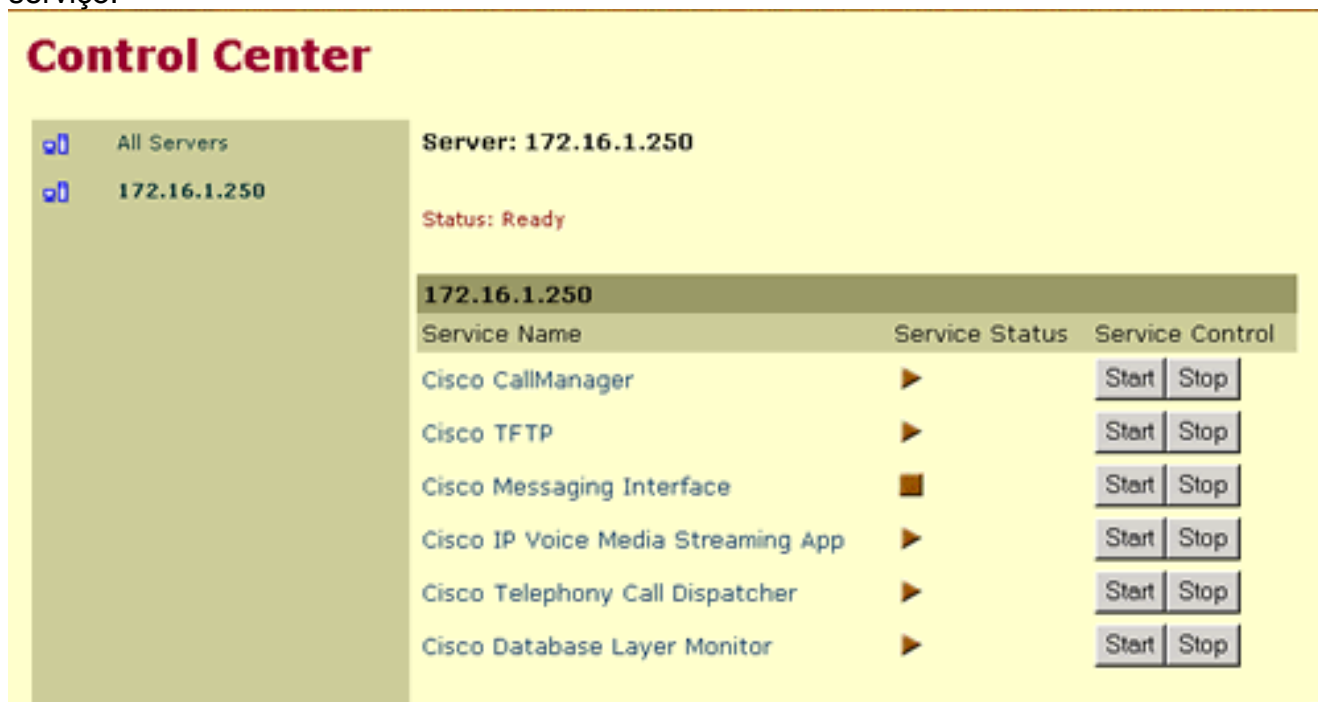 serviço.
Control Center
All Servers
172.16.1.250
Server: 172.16.1.250
Status: Ready
172.16.1.250
Service Name Service Status Service Control
Cisco CallManager Start Stop
Cisco TFTP Start Stop
Cisco Messaging Interface Start Stop
Cisco IP Voice Media Streaming App Start Stop
Cisco Telephony Call Dispatcher Start Stop
Cisco Database Layer Monitor Start Stop